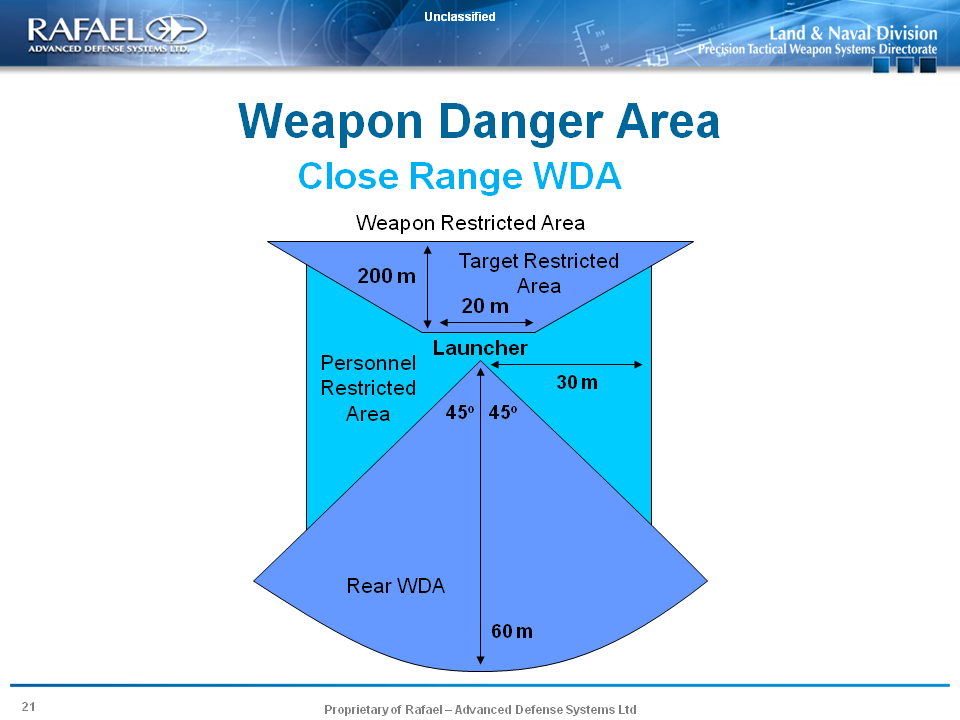 Unclassified
RAFAEL
ADVANCED DEFENSE SYSTEMS LTD.
Land & Naval Division
Precision Tactical Weapon Systems Directorate
Weapon Danger Area
Close Range WDA
Weapon Restricted Area
200 m
Target Restricted
Area
20 m
Launcher
Personnel
Restricted
Area
30 m
45º
45º
Rear WDA
60 m
21
Proprietary of Rafael – Advanced Defense Systems Ltd